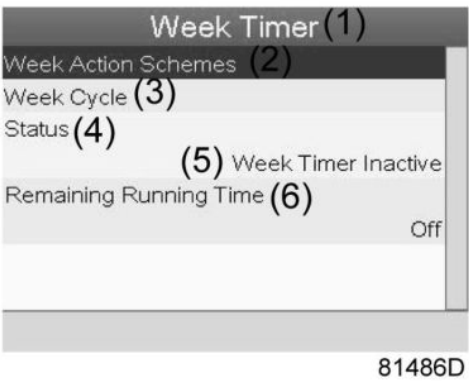 Week Timer (1)
Week Action Schemes (2)
Week Cycle (3)
Status (4)
(5) Week Timer Inactive
Remaining Running Time (6)
Off
81486D